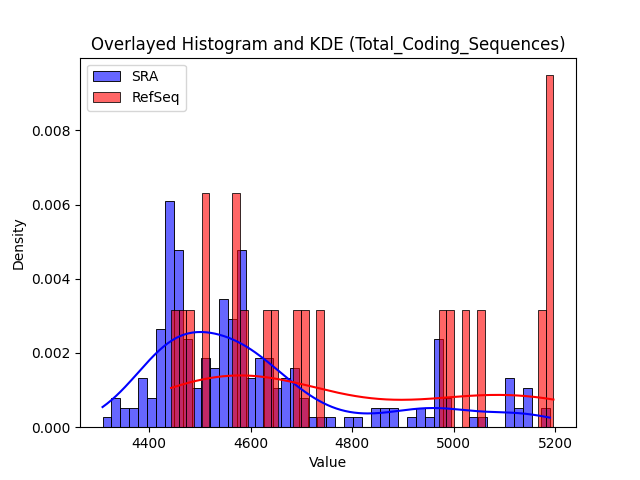 Overlayed Histogram and KDE (Total_Coding_Sequences)
SRA
RefSeq
0.008
0.006
0.004
0.002
0.000
Density
4400 4600 4800 5000 5200
Value